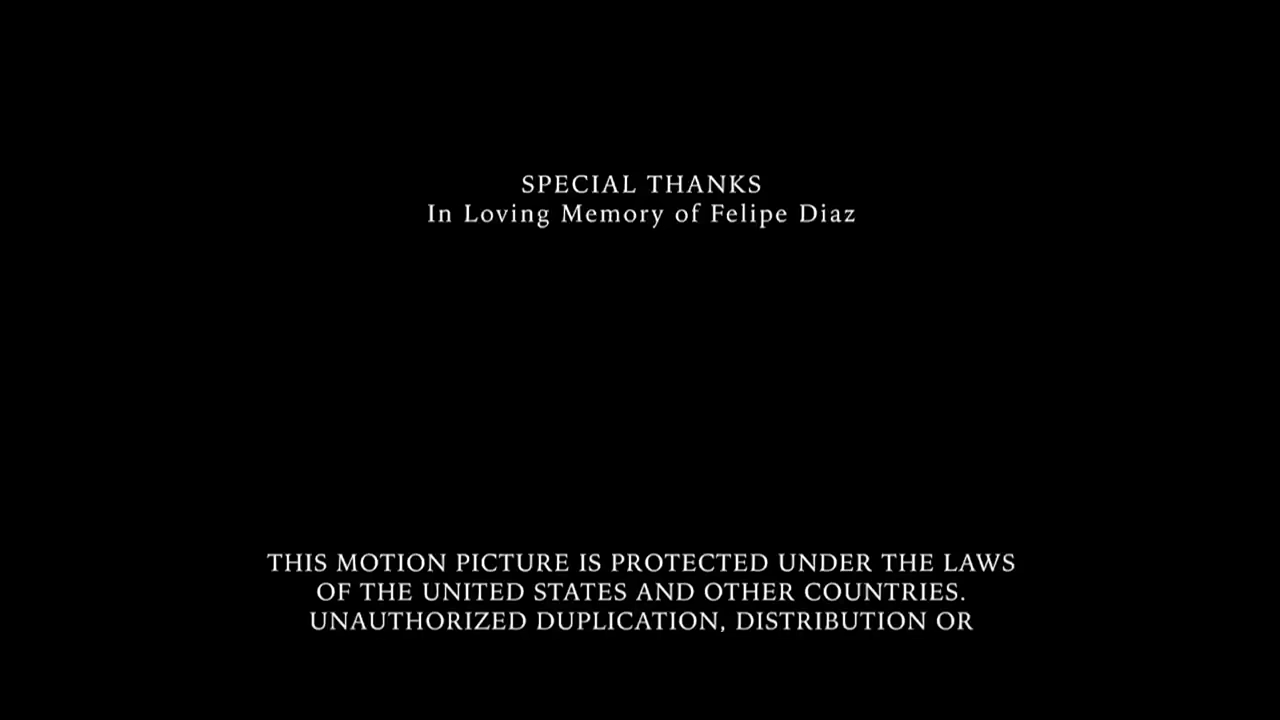 SPECIAL THANKS
In Loving Memory of Felipe Diaz
THIS MOTION PICTURE IS PROTECTED UNDER THE LAWS
OF THE UNITED STATES AND OTHER COUNTRIES.
UNAUTHORIZED DUPLICATION, DISTRIBUTION OR